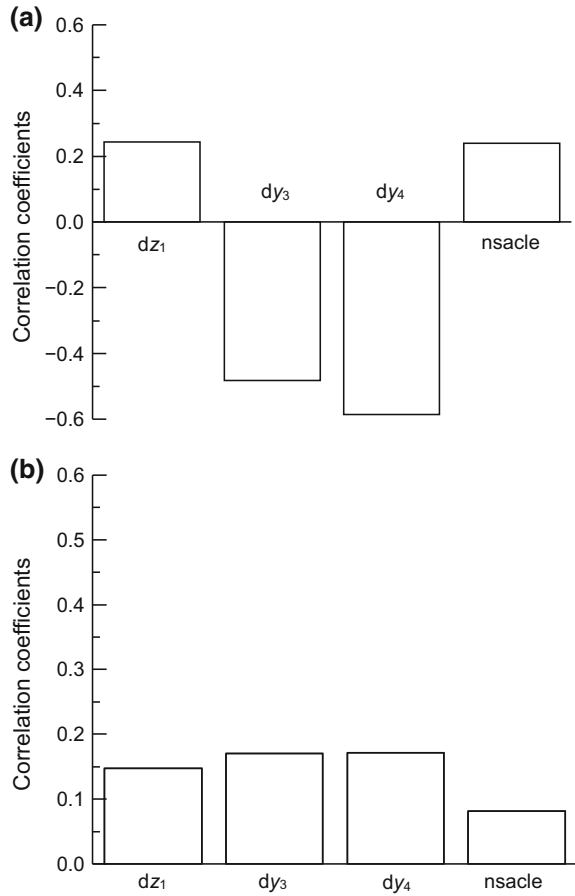 (a)
Correlation coefficients
0.6
0.4
0.2
0.0
−0.2
−0.4
−0.6
dz1
dy3
dy4
nsacle
(b)
Correlation coefficients
0.6
0.5
0.4
0.3
0.2
0.1
0.0
dz1
dy3
dy4
nsacle